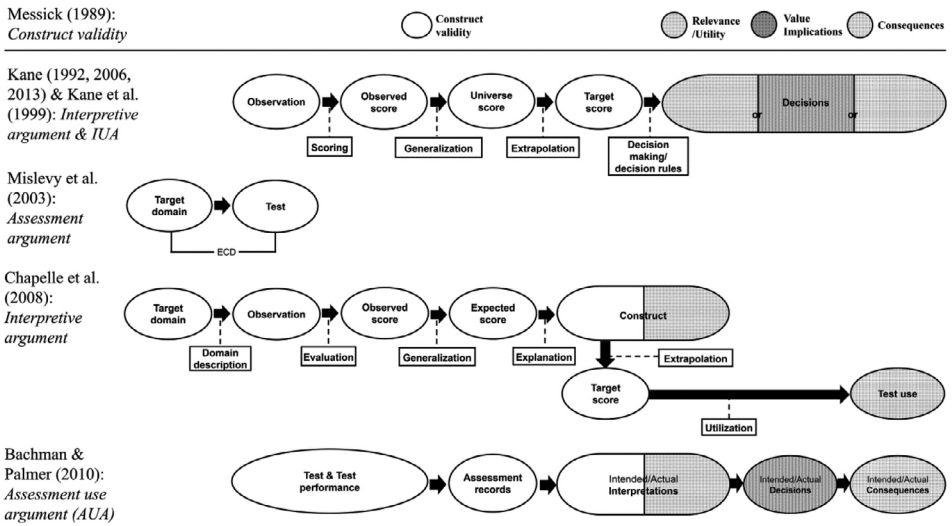 Messick (1989):
Construct validity
Construct
validity
Relevance
/Utility
Value
Implications
Consequences
Kane (1992, 2006,
2013) & Kane et al.
(1999): Interpretive
argument & IUA
Observation
Observed
score
Universe
score
Target
score
or
Decisions
or
Scoring
Generalization
Extrapolation
Decision
making/
decision rules
Mislevy et al.
(2003):
Assessment
argument
Target
domain
Test
ECD
Chapelle et al.
(2008):
Interpretive
argument
Target
domain
Observation
Observed
score
Expected
score
Construct
Domain
description
Evaluation
Generalization
Explanation
Extrapolation
Target
score
Test use
Utilization
Bachman &
Palmer (2010):
Assessment use
argument (AUA)
Test & Test
performance
Assessment
records
Intended/Actual
Interpretations
Intended/Actual
Decisions
Intended/Actual
Consequences